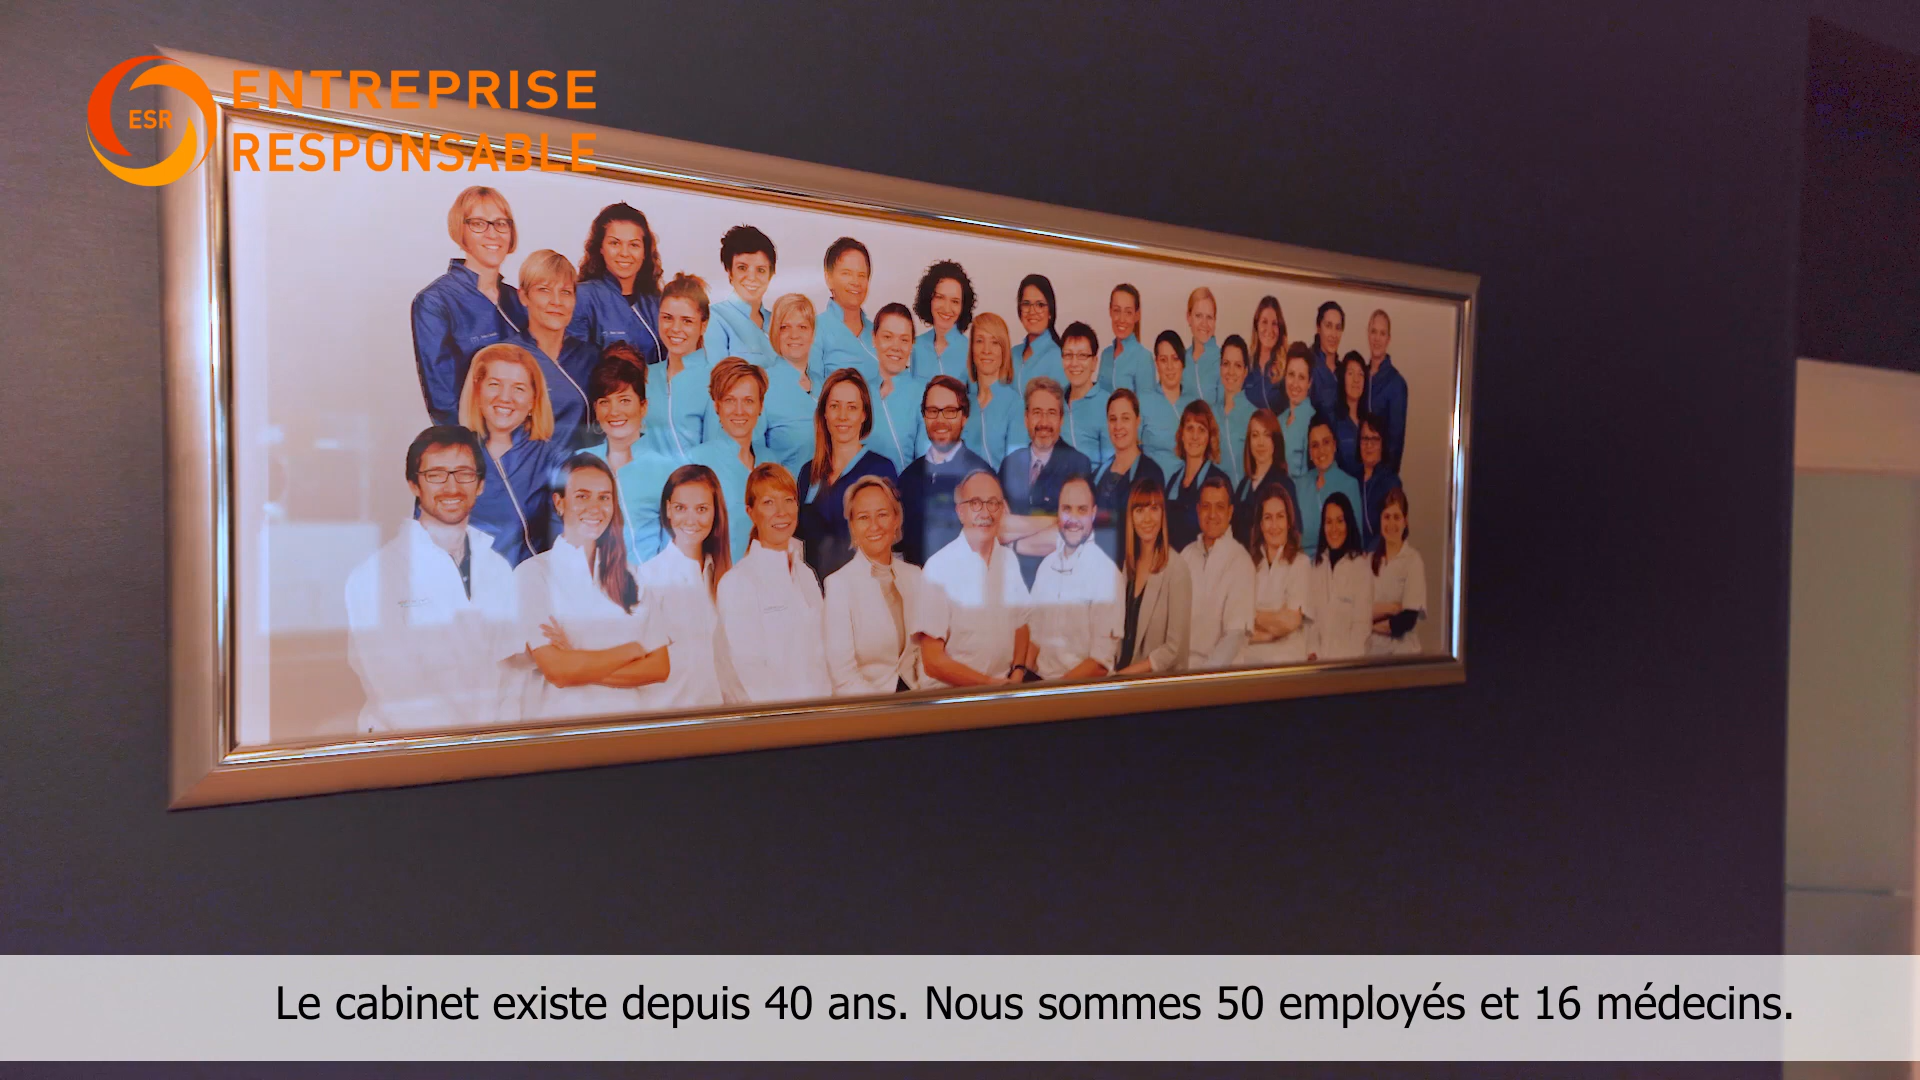 ESR
ENTREPRISE
RESPONSABLE
Le cabinet existe depuis 40 ans. Nous sommes 50 employés et 16 médecins.